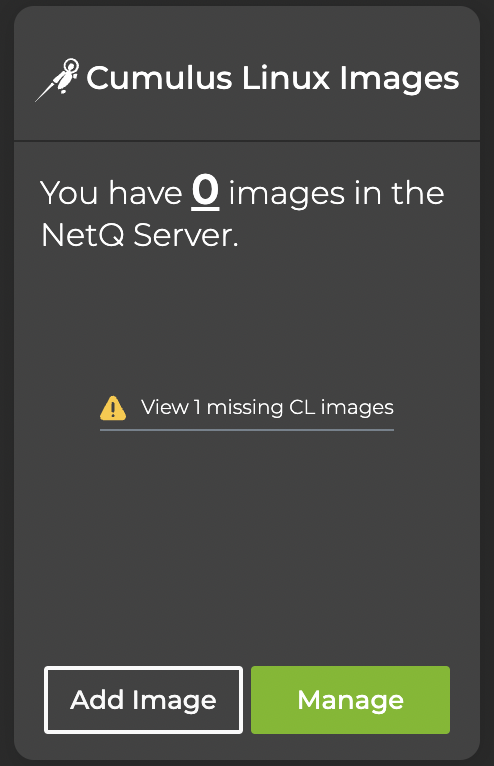 Cumulus Linux Images
You have 0 images in the
NetQ Server.
View 1 missing CL images
Add Image
Manage